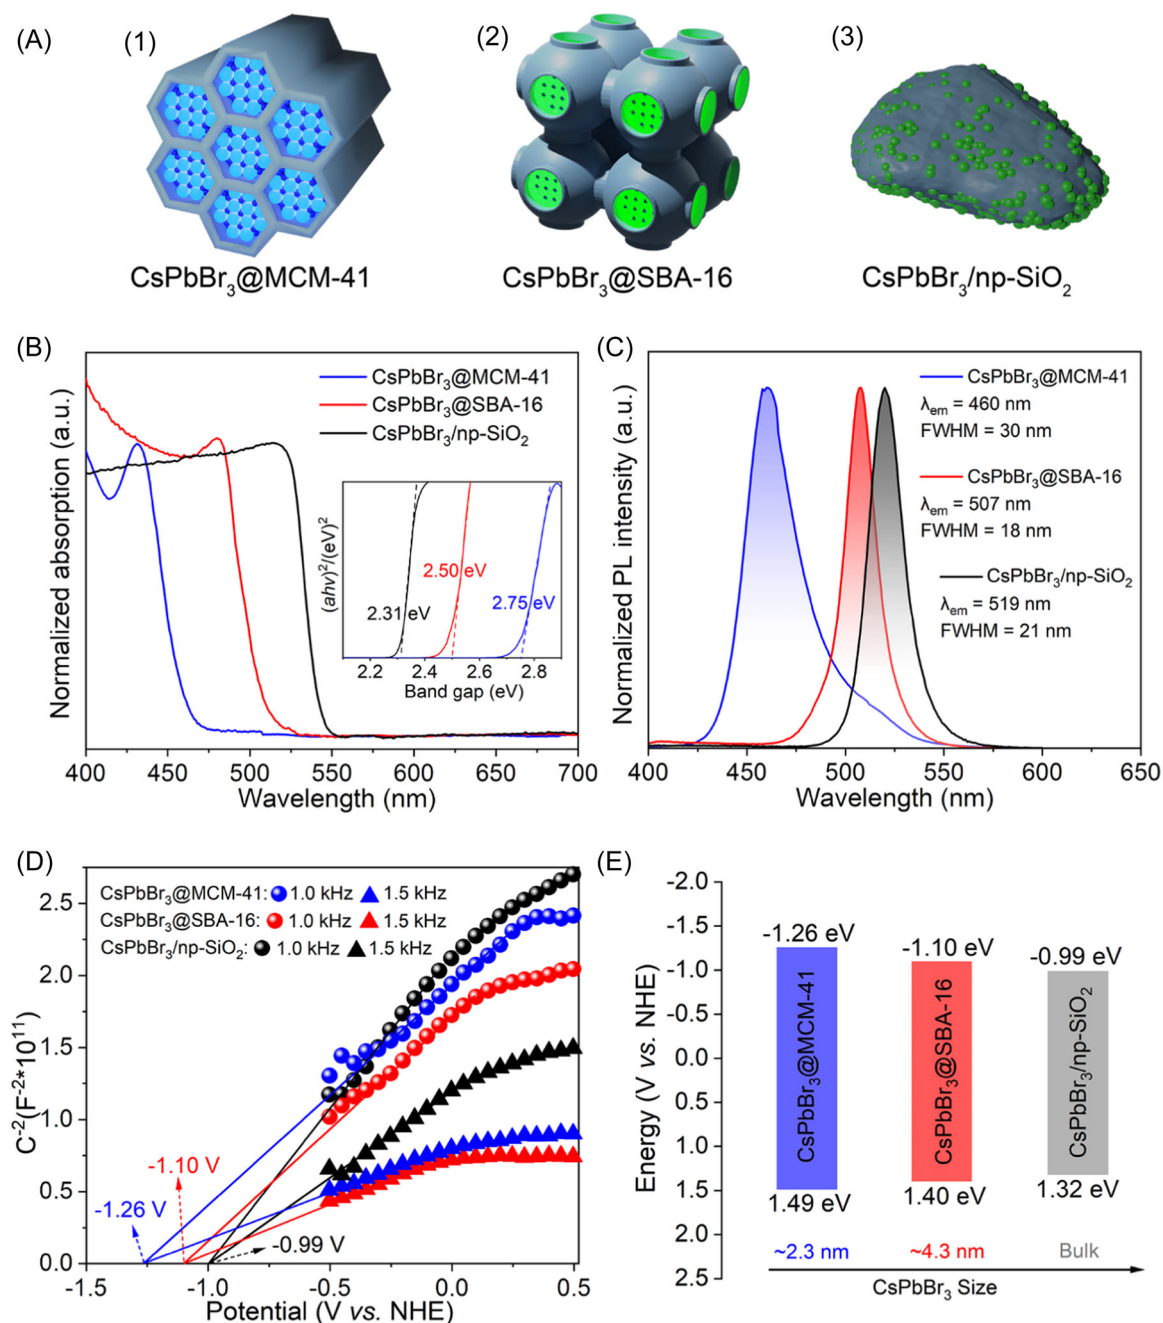 (A)
(1)
(2)
(3)
CsPbBr₃@MCM-41
CsPbBr₃@SBA-16
CsPbBr₃/np-SiO₂
(B)
Normalized absorption (a.u.)
CsPbBr₃@MCM-41
CsPbBr₃@SBA-16
CsPbBr₃/np-SiO₂
(ahv)²/(eV)²
2.50 eV
2.31 eV
2.75 eV
2.2 2.4 2.6 2.8
Band gap (eV)
400 450 500 550 600 650 700
Wavelength (nm)
(C)
Normalized PL intensity (a.u.)
CsPbBr₃@MCM-41
λem = 460 nm
FWHM = 30 nm
CsPbBr₃@SBA-16
λem = 507 nm
FWHM = 18 nm
CsPbBr₃/np-SiO₂
λem = 519 nm
FWHM = 21 nm
400 450 500 550 600 650
Wavelength (nm)
(D)
C⁻²(F⁻²*10¹¹)
2.5
2.0
1.5
1.0
0.5
0.0
CsPbBr₃@MCM-41: 1.0 kHz 1.5 kHz
CsPbBr₃@SBA-16: 1.0 kHz 1.5 kHz
CsPbBr₃/np-SiO₂: 1.0 kHz 1.5 kHz
-1.10 V
-1.26 V
-0.99 V
-1.5 -1.0 -0.5 0.0 0.5
Potential (V vs. NHE)
(E)
Energy (V vs. NHE)
-2.0
-1.5
-1.0
-0.5
0.0
0.5
1.0
1.5
2.0
2.5
-1.26 eV
-1.10 eV
-0.99 eV
CsPbBr₃@MCM-41
CsPbBr₃@SBA-16
CsPbBr₃/np-SiO₂
1.49 eV
1.40 eV
1.32 eV
~2.3 nm
~4.3 nm
Bulk
CsPbBr₃ Size